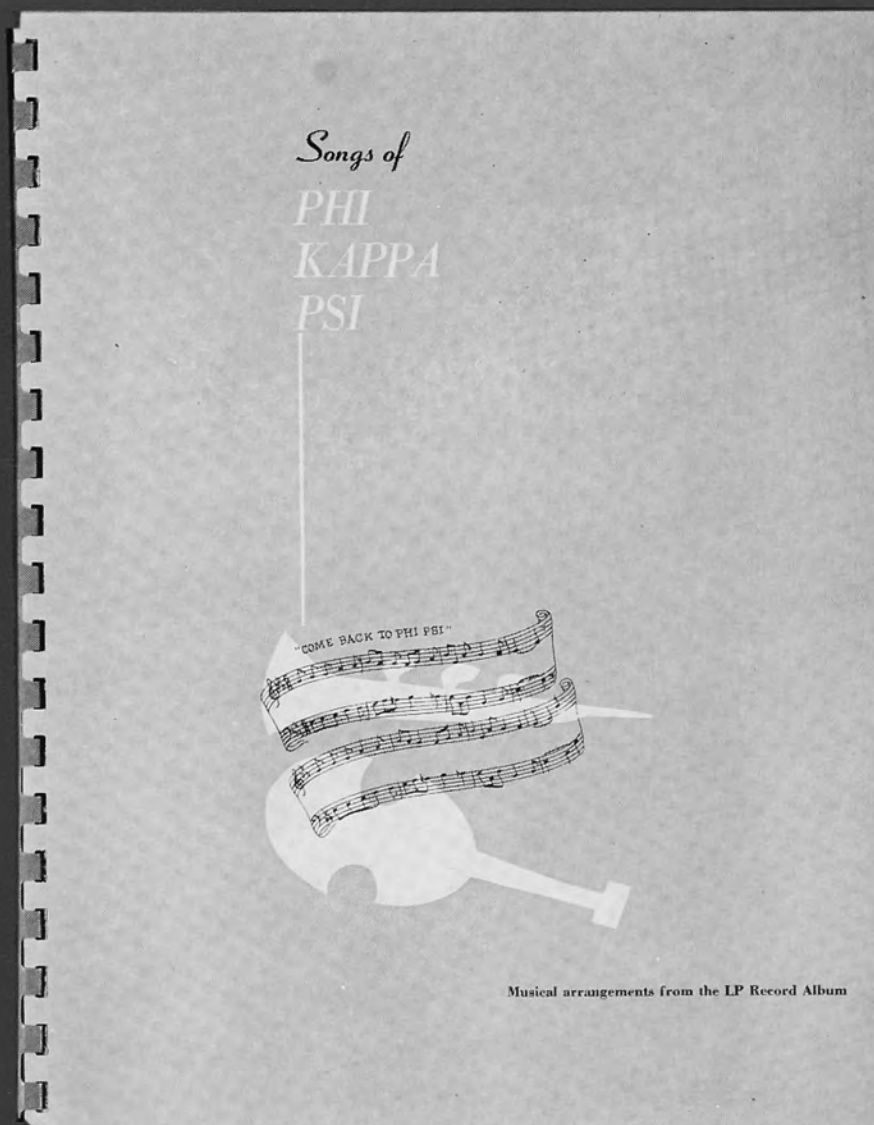 Songs of
PHI
KAPPA
PSI
"COME BACK TO PHI PSI"
Musical arrangements from the LP Record Album